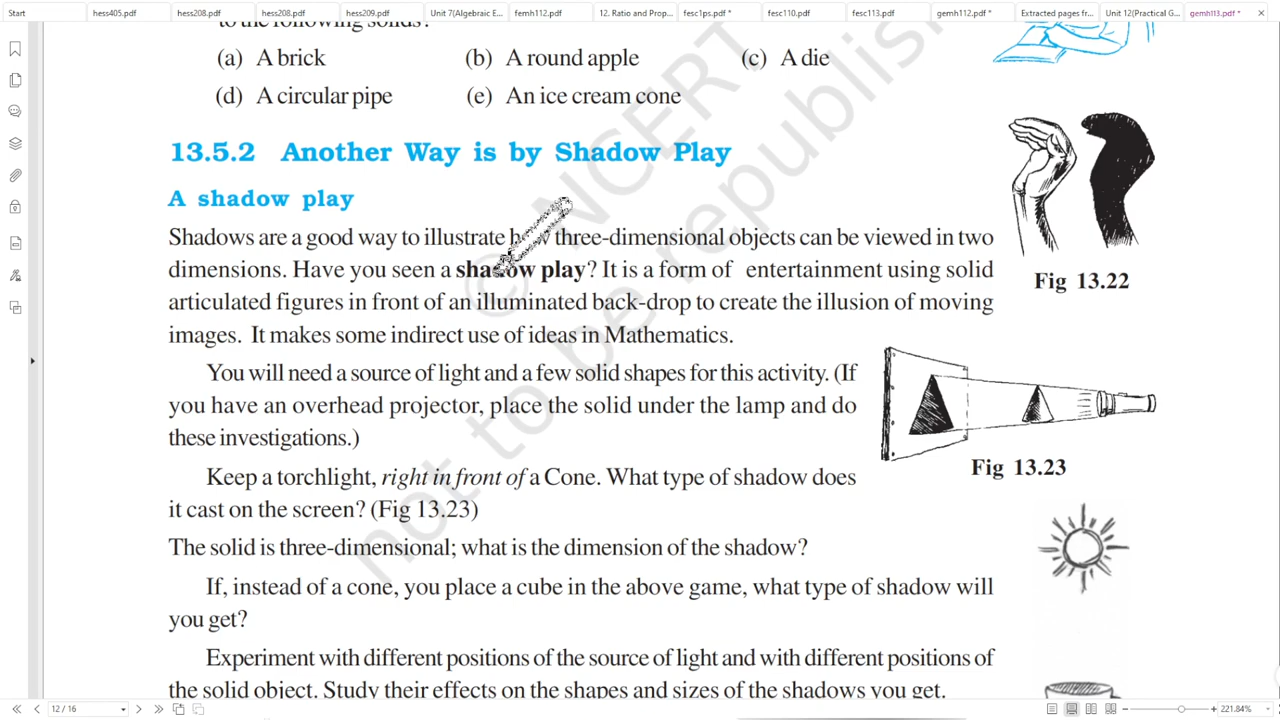 Start hess405.pdf hess208.pdf hess208.pdf hess209.pdf Unit 7(Algebraic E... femh112.pdf 12. Ratio and Prop... fesc1ps.pdf * fesc110.pdf fesc113.pdf gemh112.pdf * Extracted pages fr... Unit 12(Practical G... gemh113.pdf *
to the following solids?
(a) A brick (b) A round apple (c) A die
(d) A circular pipe (e) An ice cream cone
13.5.2 Another Way is by Shadow Play
A shadow play
Shadows are a good way to illustrate how three-dimensional objects can be viewed in two
dimensions. Have you seen a shadow play? It is a form of entertainment using solid
articulated figures in front of an illuminated back-drop to create the illusion of moving
images. It makes some indirect use of ideas in Mathematics.
Fig 13.22
You will need a source of light and a few solid shapes for this activity. (If
you have an overhead projector, place the solid under the lamp and do
these investigations.)
Keep a torchlight, right in front of a Cone. What type of shadow does
it cast on the screen? (Fig 13.23)
Fig 13.23
The solid is three-dimensional; what is the dimension of the shadow?
If, instead of a cone, you place a cube in the above game, what type of shadow will
you get?
Experiment with different positions of the source of light and with different positions of
the solid object. Study their effects on the shapes and sizes of the shadows you get.
© NCERT
not to be republish
12 / 16 221.84%